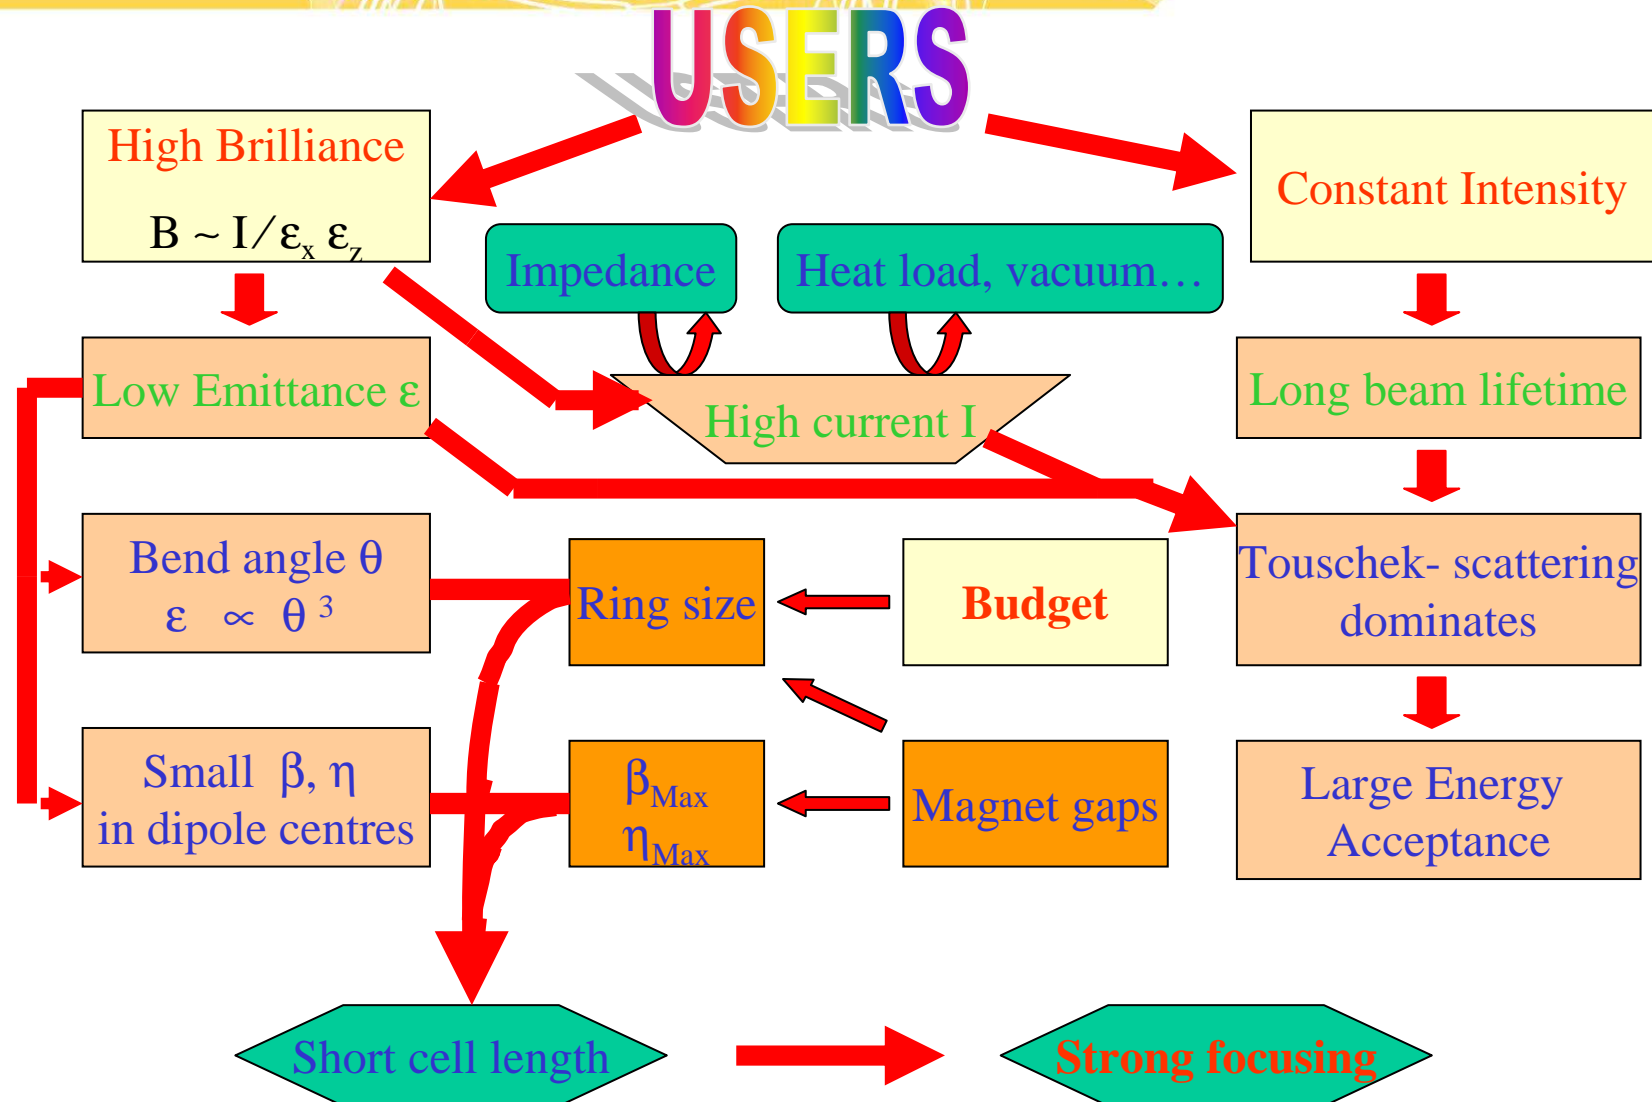 USERS
High Brilliance
B ~ I/εx εz
Constant Intensity
Impedance
Heat load, vacuum…
Low Emittance ε
High current I
Long beam lifetime
Bend angle θ
ε ∝ θ 3
Ring size
Budget
Touschek- scattering
dominates
Small β, η
in dipole centres
βMax
ηMax
Magnet gaps
Large Energy
Acceptance
Short cell length
Strong focusing